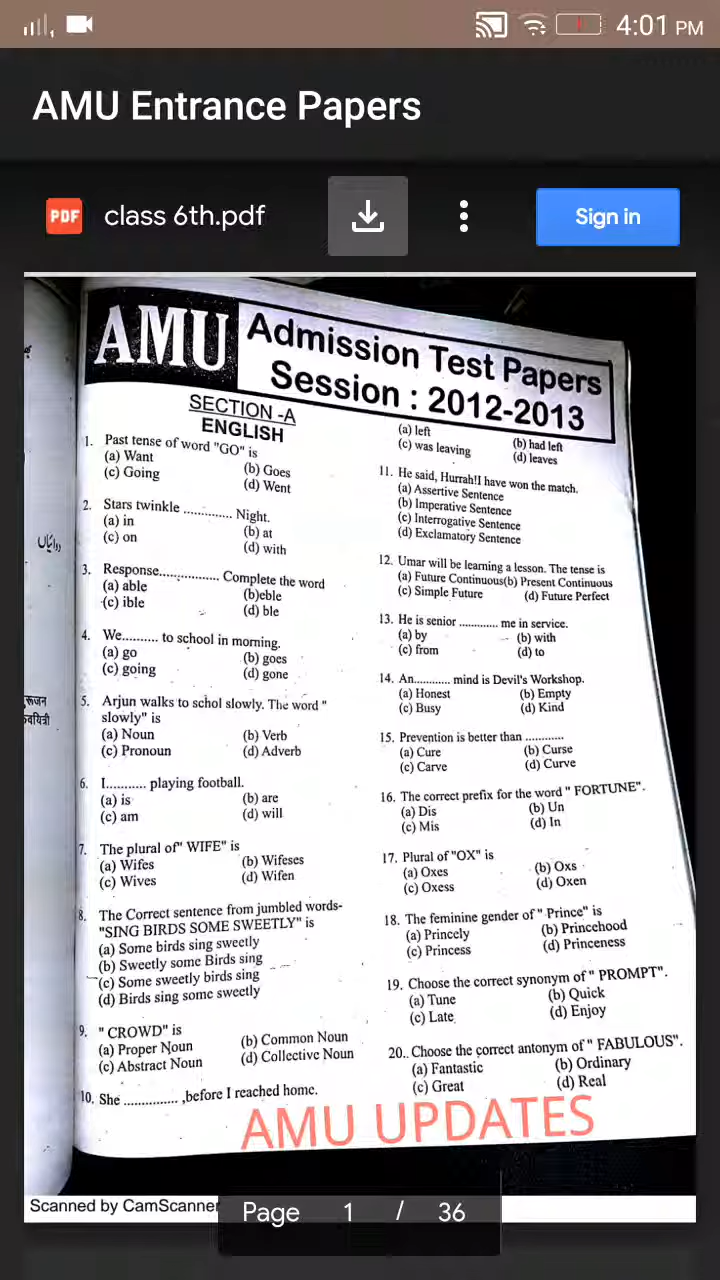 4:01 PM
AMU Entrance Papers
PDF class 6th.pdf Sign in
AMU Admission Test Papers
Session : 2012-2013
SECTION -A
ENGLISH
1. Past tense of word "GO" is
(a) Want (b) Goes
(c) Going (d) Went
2. Stars twinkle ............. Night.
(a) in (b) at
(c) on (d) with
3. Response................ Complete the word
(a) able (b)eble
(c) ible (d) ble
4. We.......... to school in morning.
(a) go (b) goes
(c) going (d) gone
5. Arjun walks to schol slowly. The word "
slowly" is
(a) Noun (b) Verb
(c) Pronoun (d) Adverb
6. I........... playing football.
(a) is (b) are
(c) am (d) will
7. The plural of" WIFE" is
(a) Wifes (b) Wifeses
(c) Wives (d) Wifen
8. The Correct sentence from jumbled words-
"SING BIRDS SOME SWEETLY" is
(a) Some birds sing sweetly
(b) Sweetly some Birds sing
(c) Some sweetly birds sing
(d) Birds sing some sweetly
9. " CROWD" is
(a) Proper Noun (b) Common Noun
(c) Abstract Noun (d) Collective Noun
10. She .............. ,before I reached home.
(a) left (b) had left
(c) was leaving (d) leaves
11. He said, Hurrah!I have won the match.
(a) Assertive Sentence
(b) Imperative Sentence
(c) Interrogative Sentence
(d) Exclamatory Sentence
12. Umar will be learning a lesson. The tense is
(a) Future Continuous(b) Present Continuous
(c) Simple Future (d) Future Perfect
13. He is senior ............ me in service.
(a) by (b) with
(c) from (d) to
14. An............ mind is Devil's Workshop.
(a) Honest (b) Empty
(c) Busy (d) Kind
15. Prevention is better than ............
(a) Cure (b) Curse
(c) Carve (d) Curve
16. The correct prefix for the word " FORTUNE".
(a) Dis (b) Un
(c) Mis (d) In
17. Plural of "OX" is
(a) Oxes (b) Oxs
(c) Oxess (d) Oxen
18. The feminine gender of " Prince" is
(a) Princely (b) Princehood
(c) Princess (d) Princeness
19. Choose the correct synonym of " PROMPT".
(a) Tune (b) Quick
(c) Late (d) Enjoy
20.. Choose the correct antonym of " FABULOUS".
(a) Fantastic (b) Ordinary
(c) Great (d) Real
AMU UPDATES
Scanned by CamScanner
Page 1 / 36